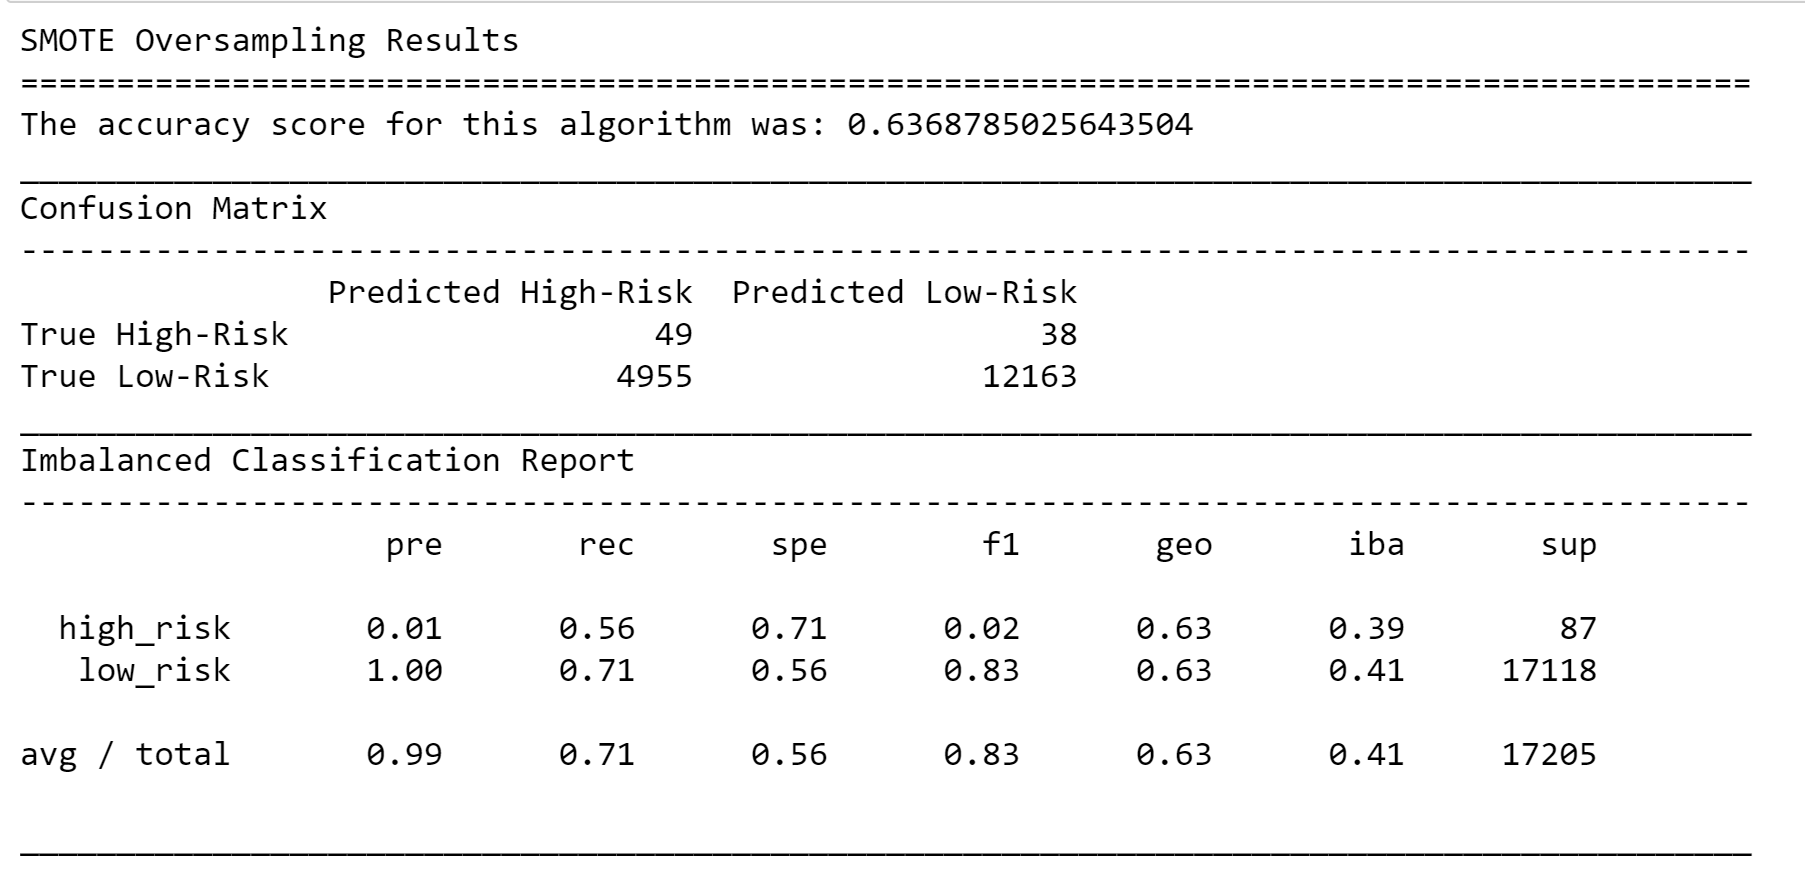 SMOTE Oversampling Results
==========================================================================================
The accuracy score for this algorithm was: 0.6368785025643504
__________________________________________________________________________________________
Confusion Matrix
------------------------------------------------------------------------------------------
                Predicted High-Risk  Predicted Low-Risk
True High-Risk                   49                  38
True Low-Risk                  4955               12163
__________________________________________________________________________________________
Imbalanced Classification Report
------------------------------------------------------------------------------------------
                   pre       rec       spe        f1       geo       iba       sup
  high_risk       0.01      0.56      0.71      0.02      0.63      0.39        87
   low_risk       1.00      0.71      0.56      0.83      0.63      0.41     17118
avg / total       0.99      0.71      0.56      0.83      0.63      0.41     17205
__________________________________________________________________________________________